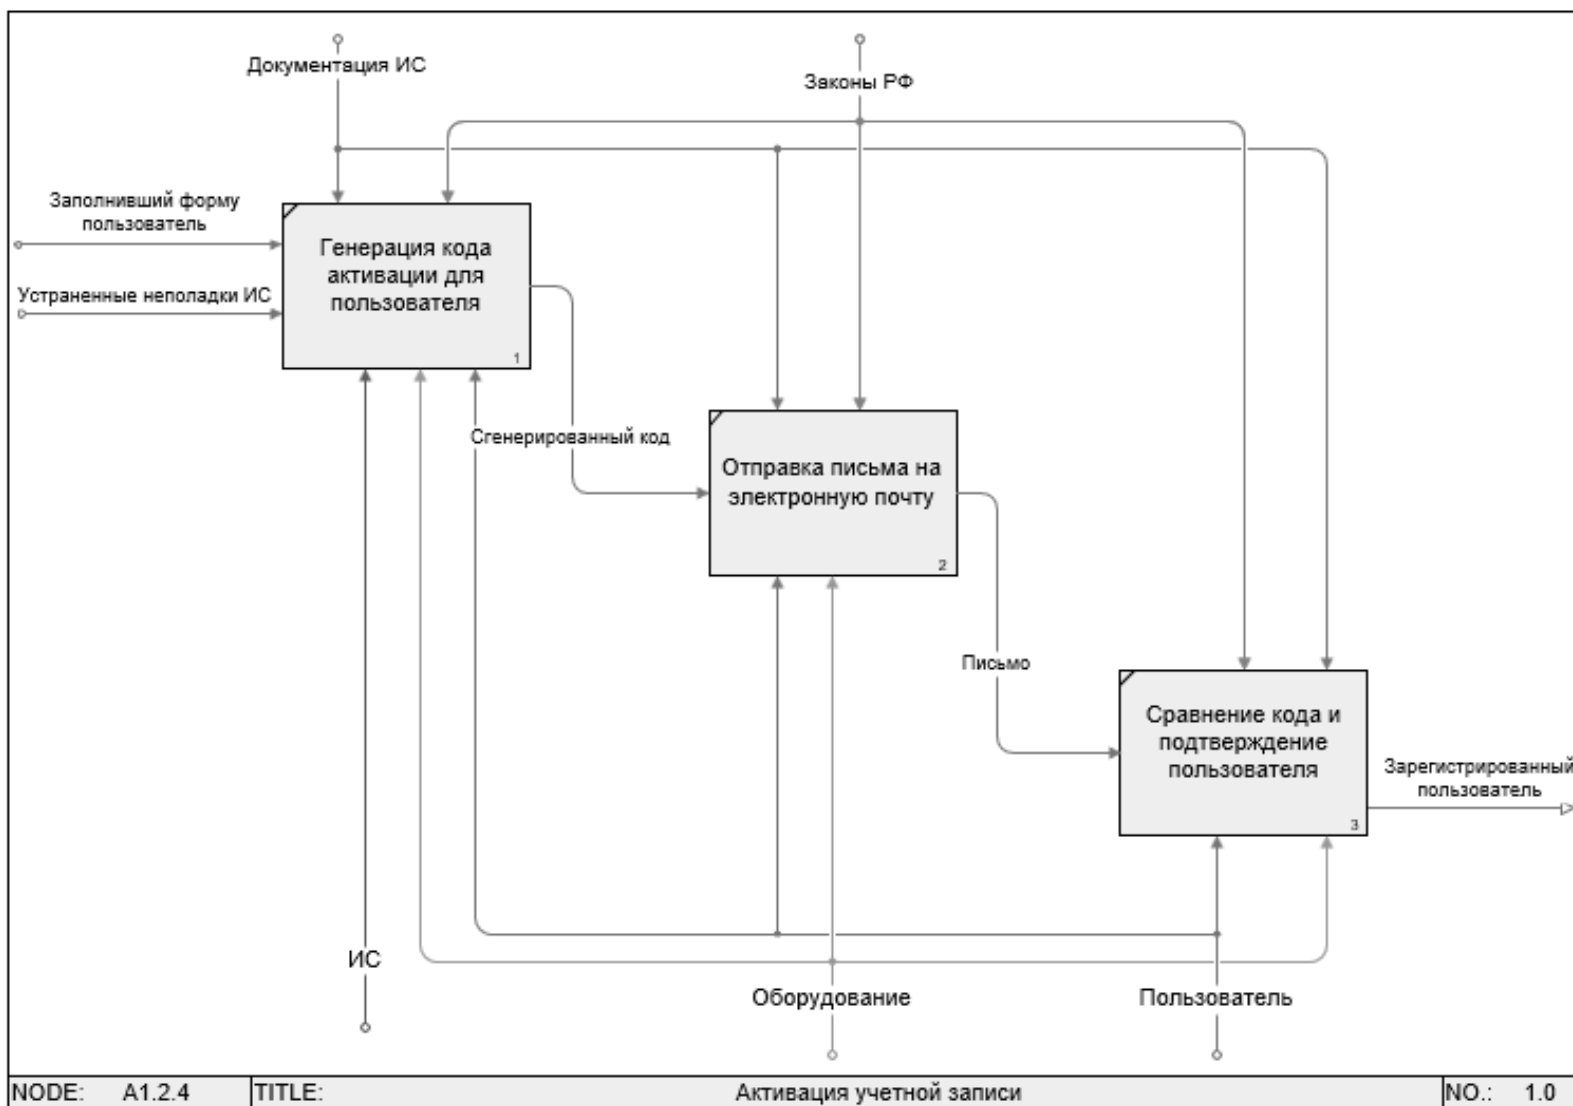 Документация ИС
Законы РФ
Заполнивший форму
пользователь
Устраненные неполадки ИС
Генерация кода
активации для
пользователя
1
Сгенерированный код
Отправка письма на
электронную почту
2
Письмо
Сравнение кода и
подтверждение
пользователя
3
Зарегистрированный
пользователь
ИС
Оборудование
Пользователь
NODE: A1.2.4
TITLE: Активация учетной записи
NO.: 1.0